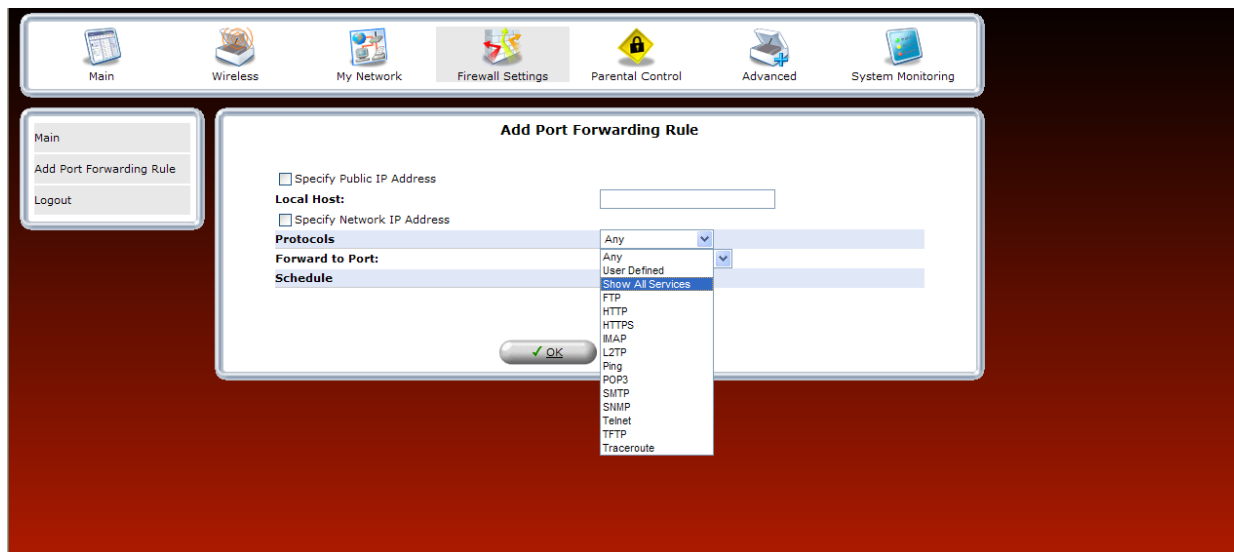 Main Wireless My Network Firewall Settings Parental Control Advanced System Monitoring
Main
Add Port Forwarding Rule
Logout
Add Port Forwarding Rule
Specify Public IP Address
Local Host:
Specify Network IP Address
Protocols Any
Forward to Port:
Schedule
Any
User Defined
Show All Services
FTP
HTTP
HTTPS
IMAP
L2TP
Ping
POP3
SMTP
SNMP
Telnet
TFTP
Traceroute
✓ OK